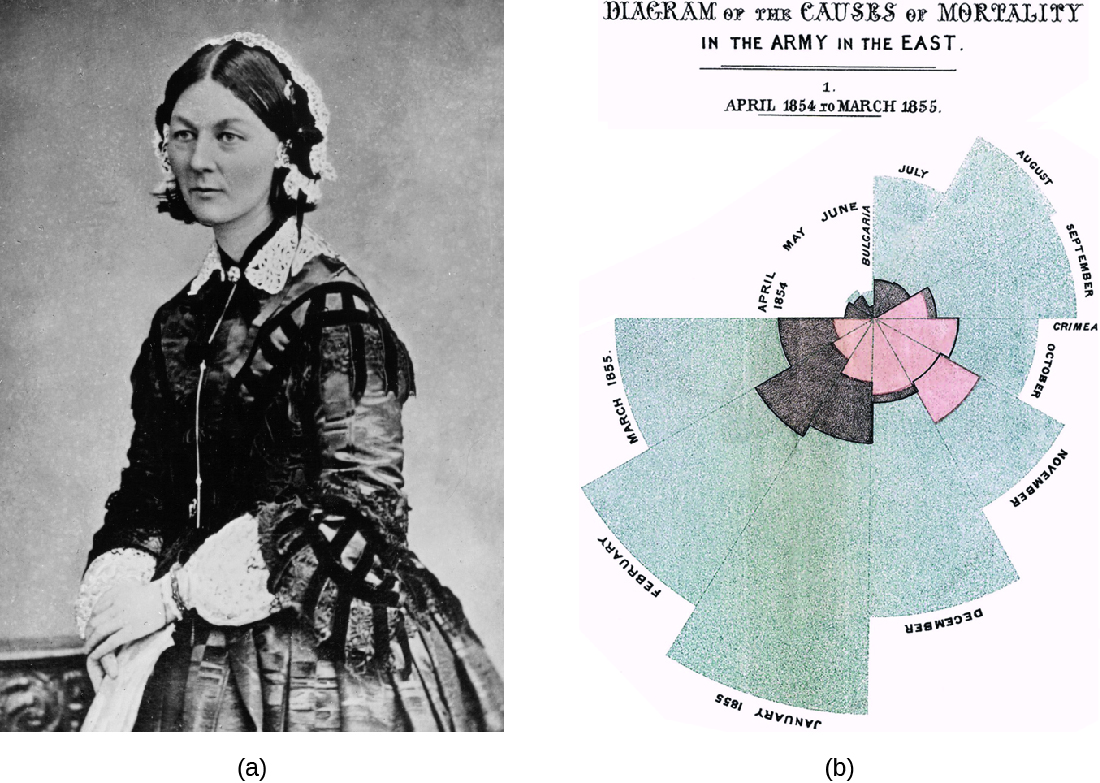 DIAGRAM OF THE CAUSES OF MORTALITY
IN THE ARMY IN THE EAST.
1.
APRIL 1854 TO MARCH 1855.
JULY
AUGUST
SEPTEMBER
CRIMEA
OCTOBER
NOVEMBER
DECEMBER
JANUARY 1855
FEBRUARY
MARCH 1855.
APRIL
1854
MAY
JUNE
BULGARIA
(a)
(b)